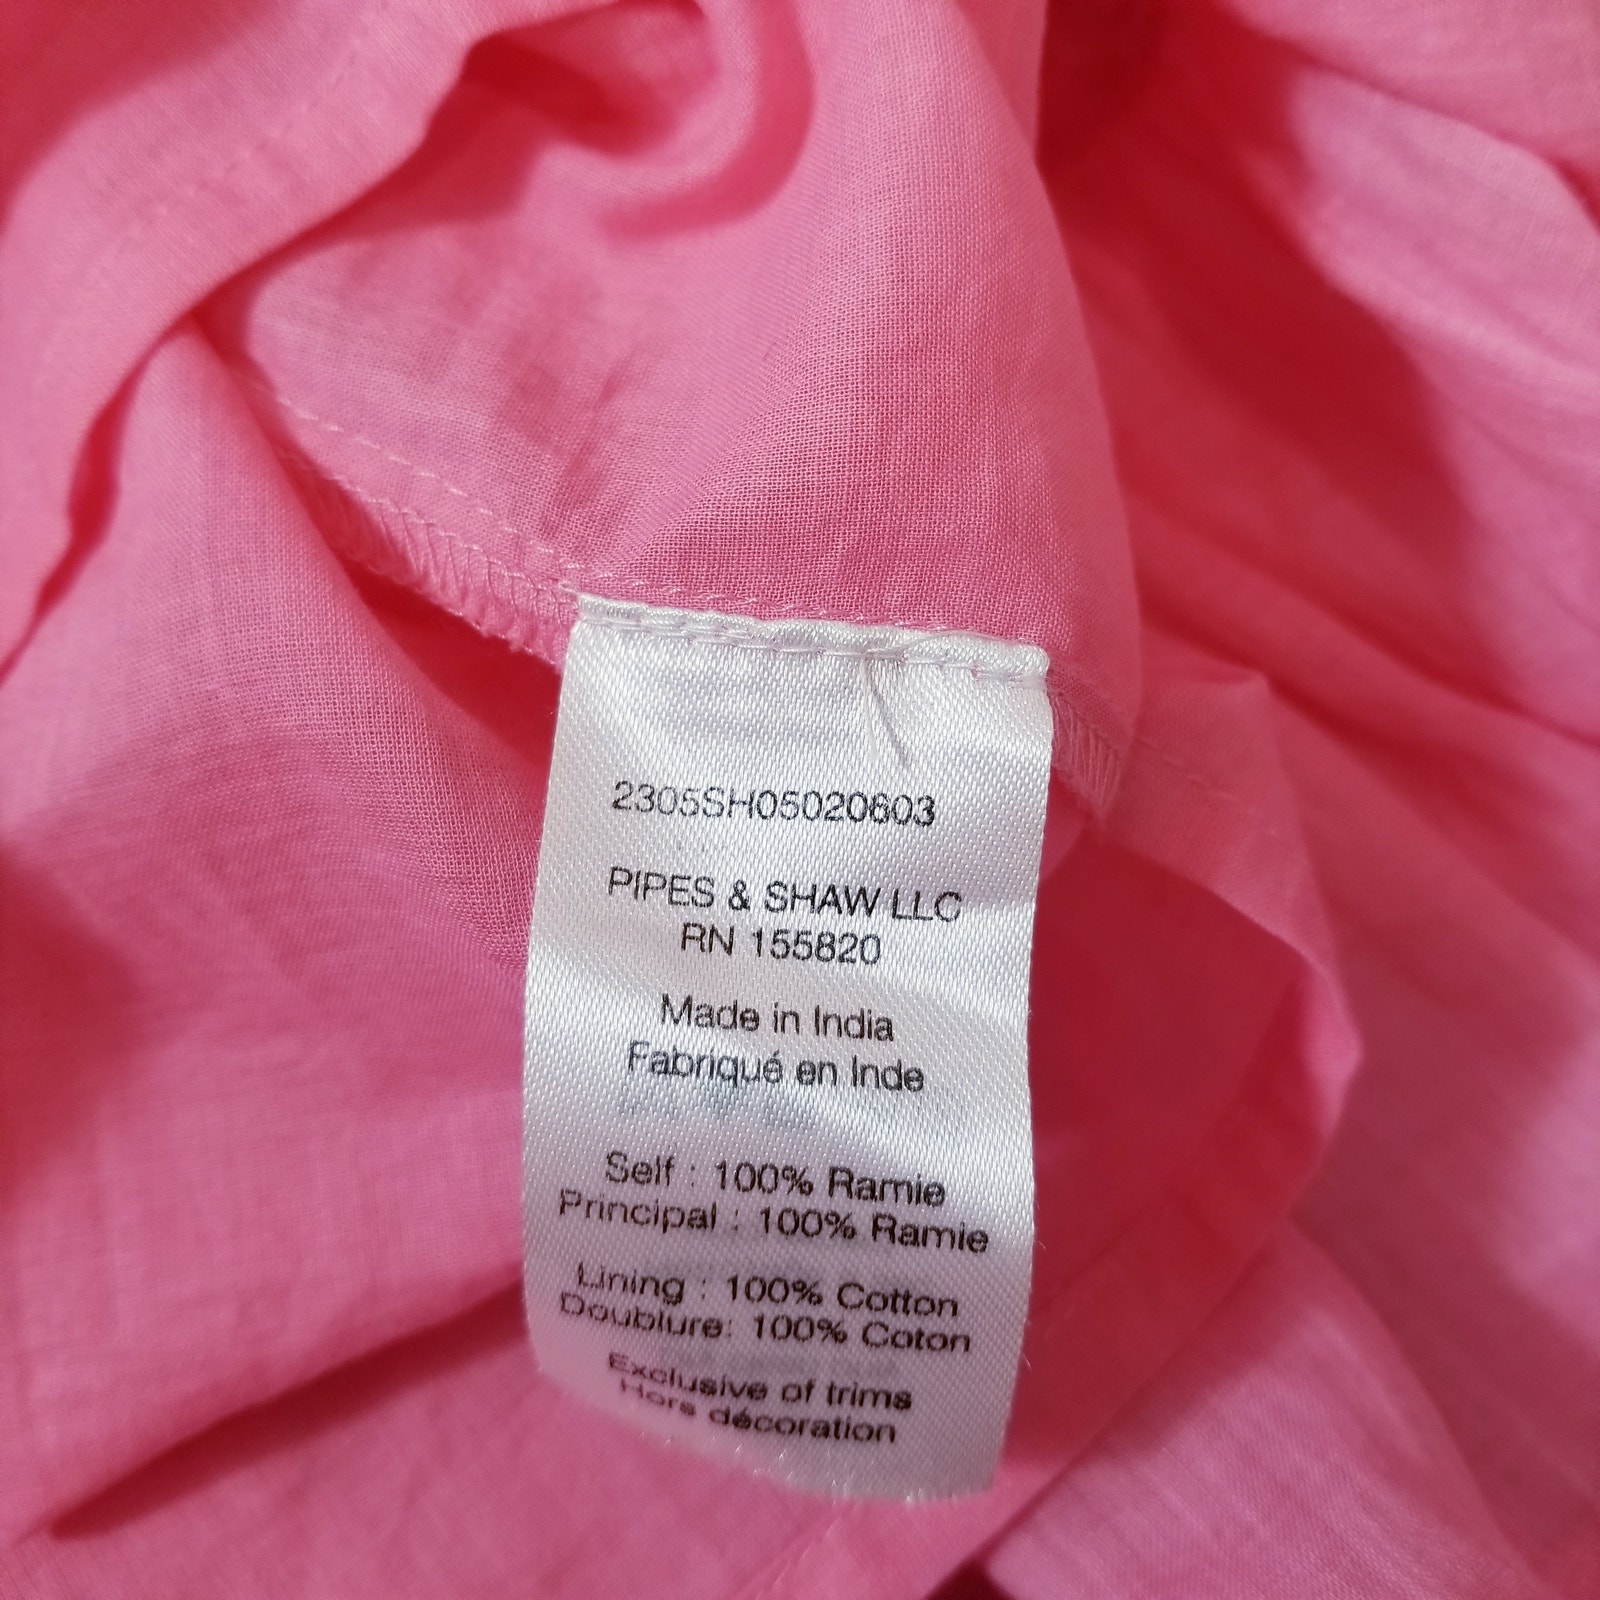 2305SH05020603
PIPES & SHAW LLC
RN 155820
Made in India
Fabriqué en Inde
Self : 100% Ramie
Principal : 100% Ramie
Lining : 100% Cotton
Doublure: 100% Coton
Exclusive of trims
Hors décoration